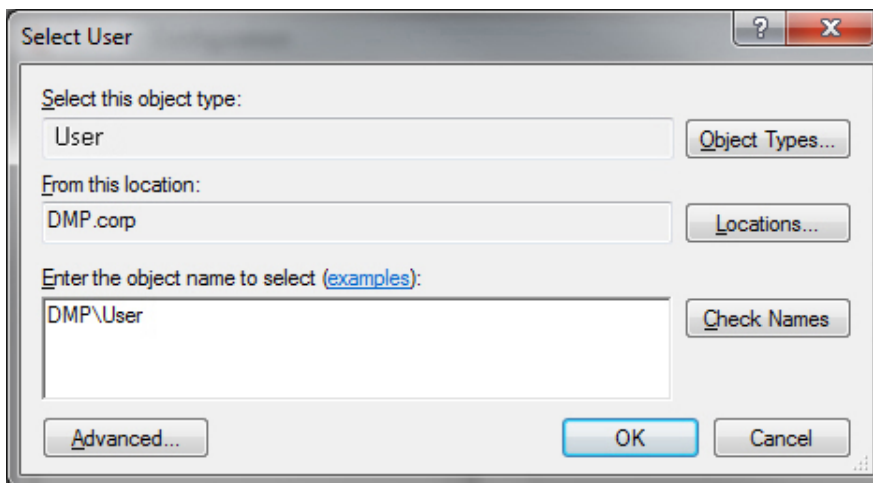 Select User
Select this object type:
User
Object Types...
From this location:
DMP.corp
Locations...
Enter the object name to select (examples):
DMP\User
Check Names
Advanced...
OK
Cancel